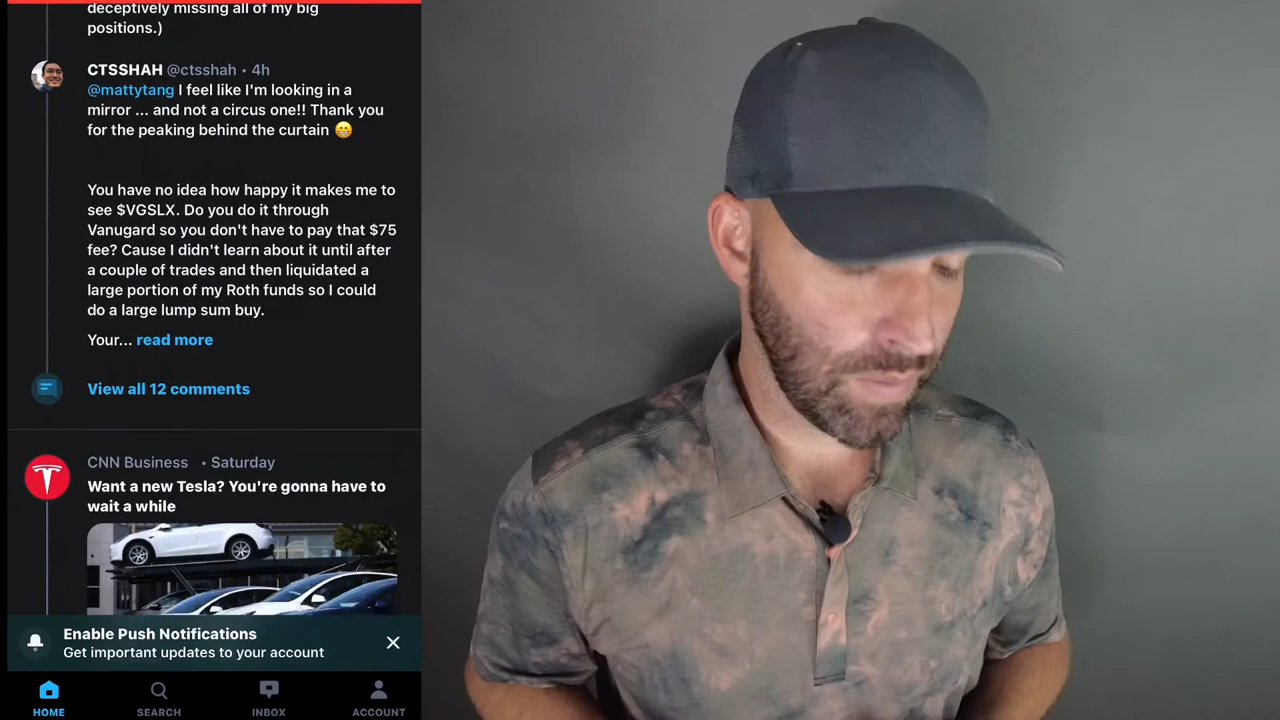 deceptively missing all of my big
positions.)
CTSSHAH @ctsshah • 4h
@mattytang I feel like I'm looking in a
mirror ... and not a circus one!! Thank you
for the peaking behind the curtain 😁
You have no idea how happy it makes me to
see $VGSLX. Do you do it through
Vanugard so you don't have to pay that $75
fee? Cause I didn't learn about it until after
a couple of trades and then liquidated a
large portion of my Roth funds so I could
do a large lump sum buy.
Your... read more
View all 12 comments
CNN Business • Saturday
Want a new Tesla? You're gonna have to
wait a while
Enable Push Notifications
Get important updates to your account
HOME
SEARCH
INBOX
ACCOUNT